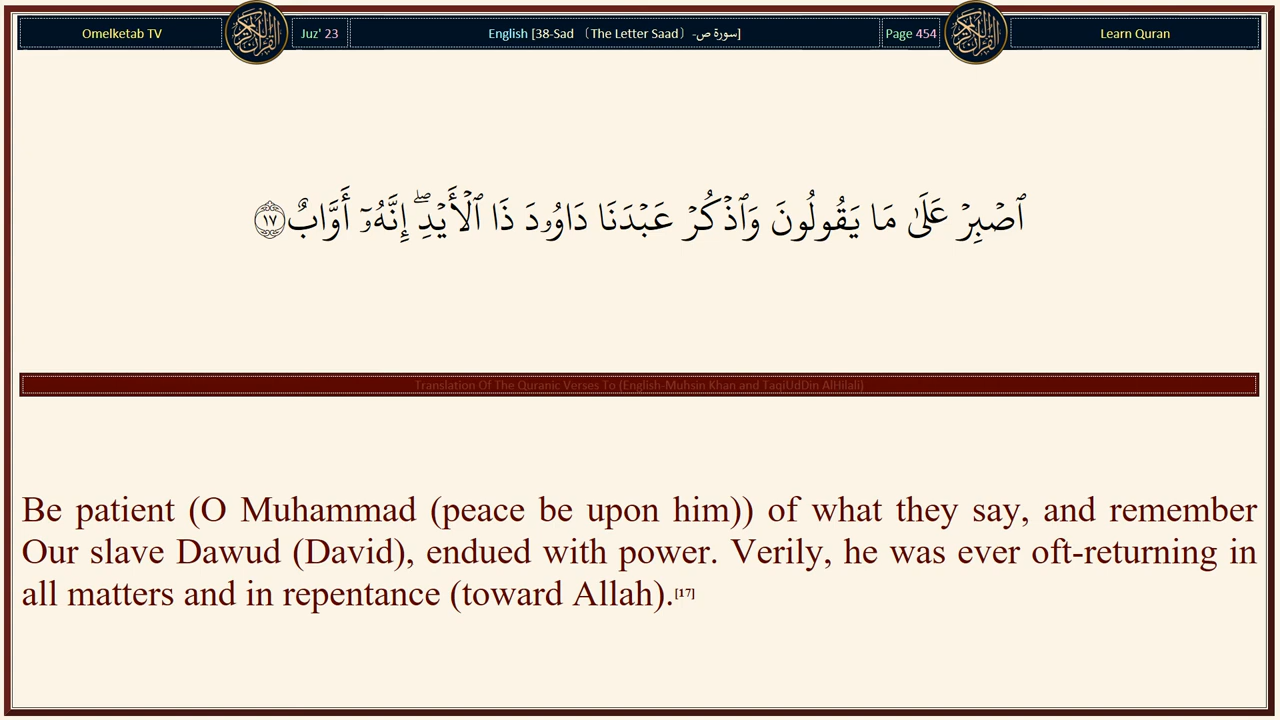 Omelketab TV
Juz' 23
English [38-Sad （The Letter Saad）-سورة ص]
Page 454
Learn Quran
ٱصۡبِرۡ عَلَىٰ مَا يَقُولُونَ وَٱذۡكُرۡ عَبۡدَنَا دَاوُۥدَ ذَا ٱلۡأَيۡدِۖ إِنَّهُۥٓ أَوَّابٌ ١٧
Translation Of The Quranic Verses To (English-Muhsin Khan and TaqiUdDin AlHilali)
Be patient (O Muhammad (peace be upon him)) of what they say, and remember
Our slave Dawud (David), endued with power. Verily, he was ever oft-returning in
all matters and in repentance (toward Allah).[17]